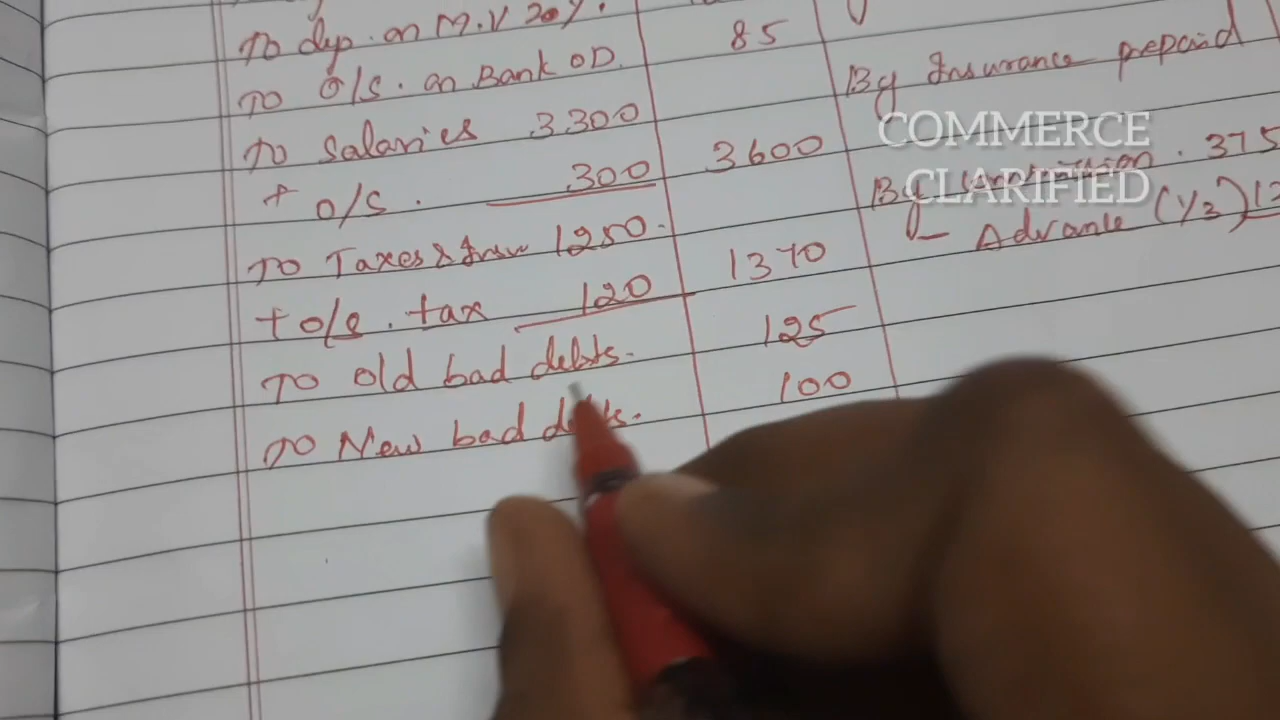 To dep. on M.V 20%.
To o/s. on Bank OD. 85
To Salaries 3300
+ o/s. 300 3600
To Taxes & Insu 1250.
+ o/s. tax 120 1370
To old bad debts. 125
To New bad debts. 100
By Insurance prepaid
By . 375
- Advance (1/3)
COMMERCE
CLARIFIED